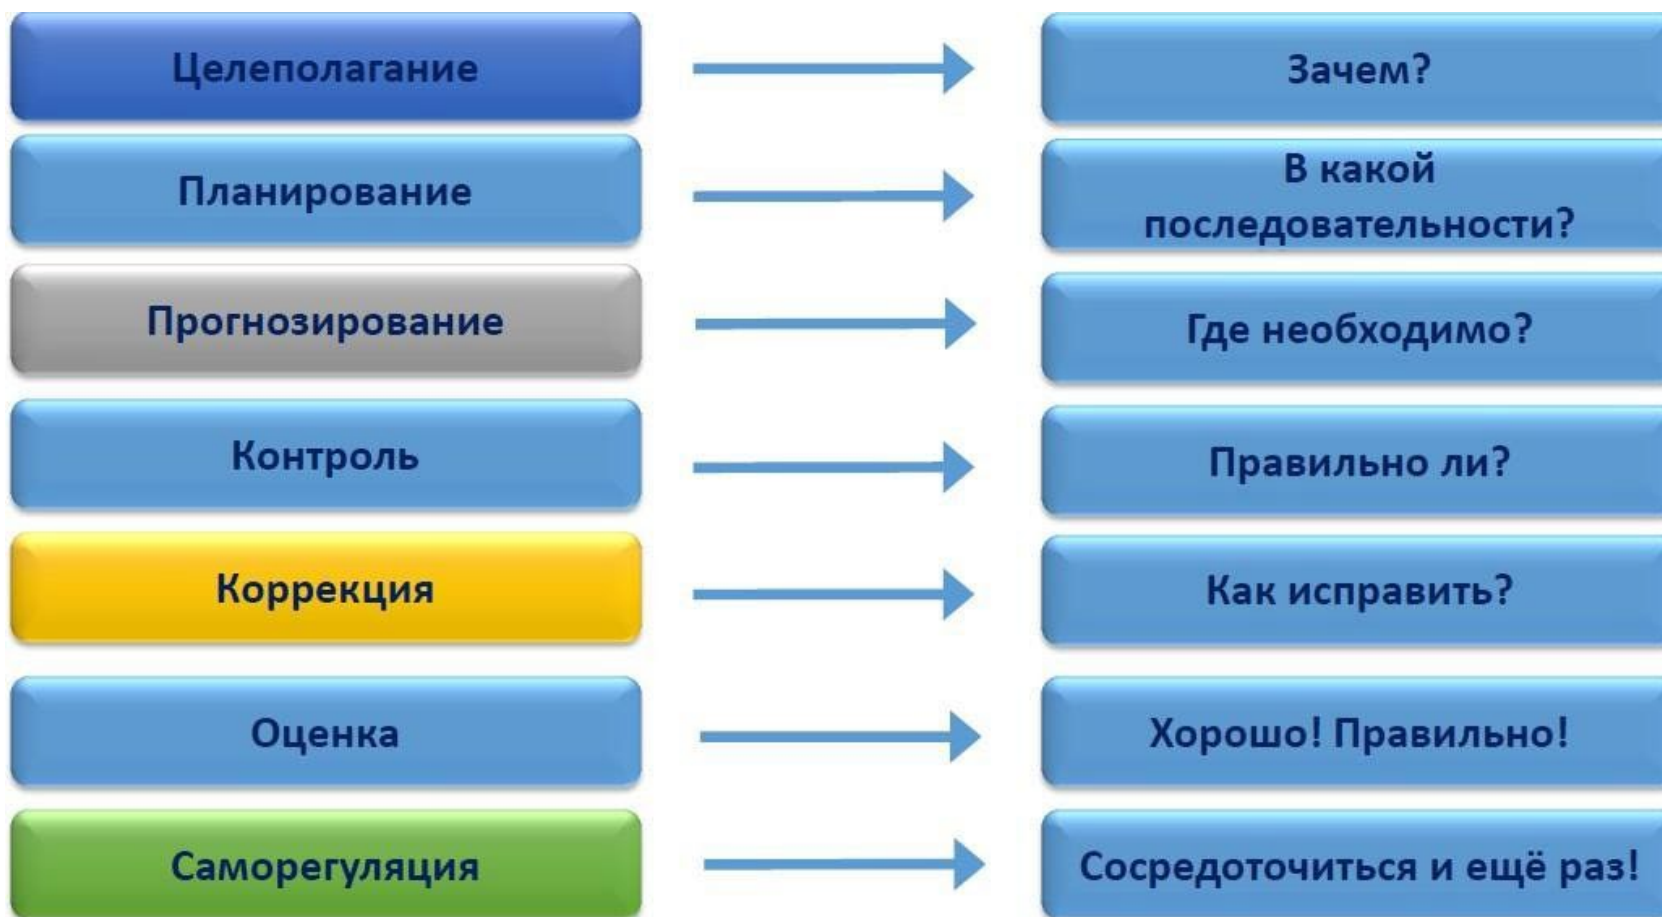 Целеполагание
Зачем?
Планирование
В какой
последовательности?
Прогнозирование
Где необходимо?
Контроль
Правильно ли?
Коррекция
Как исправить?
Оценка
Хорошо! Правильно!
Саморегуляция
Сосредоточиться и ещё раз!